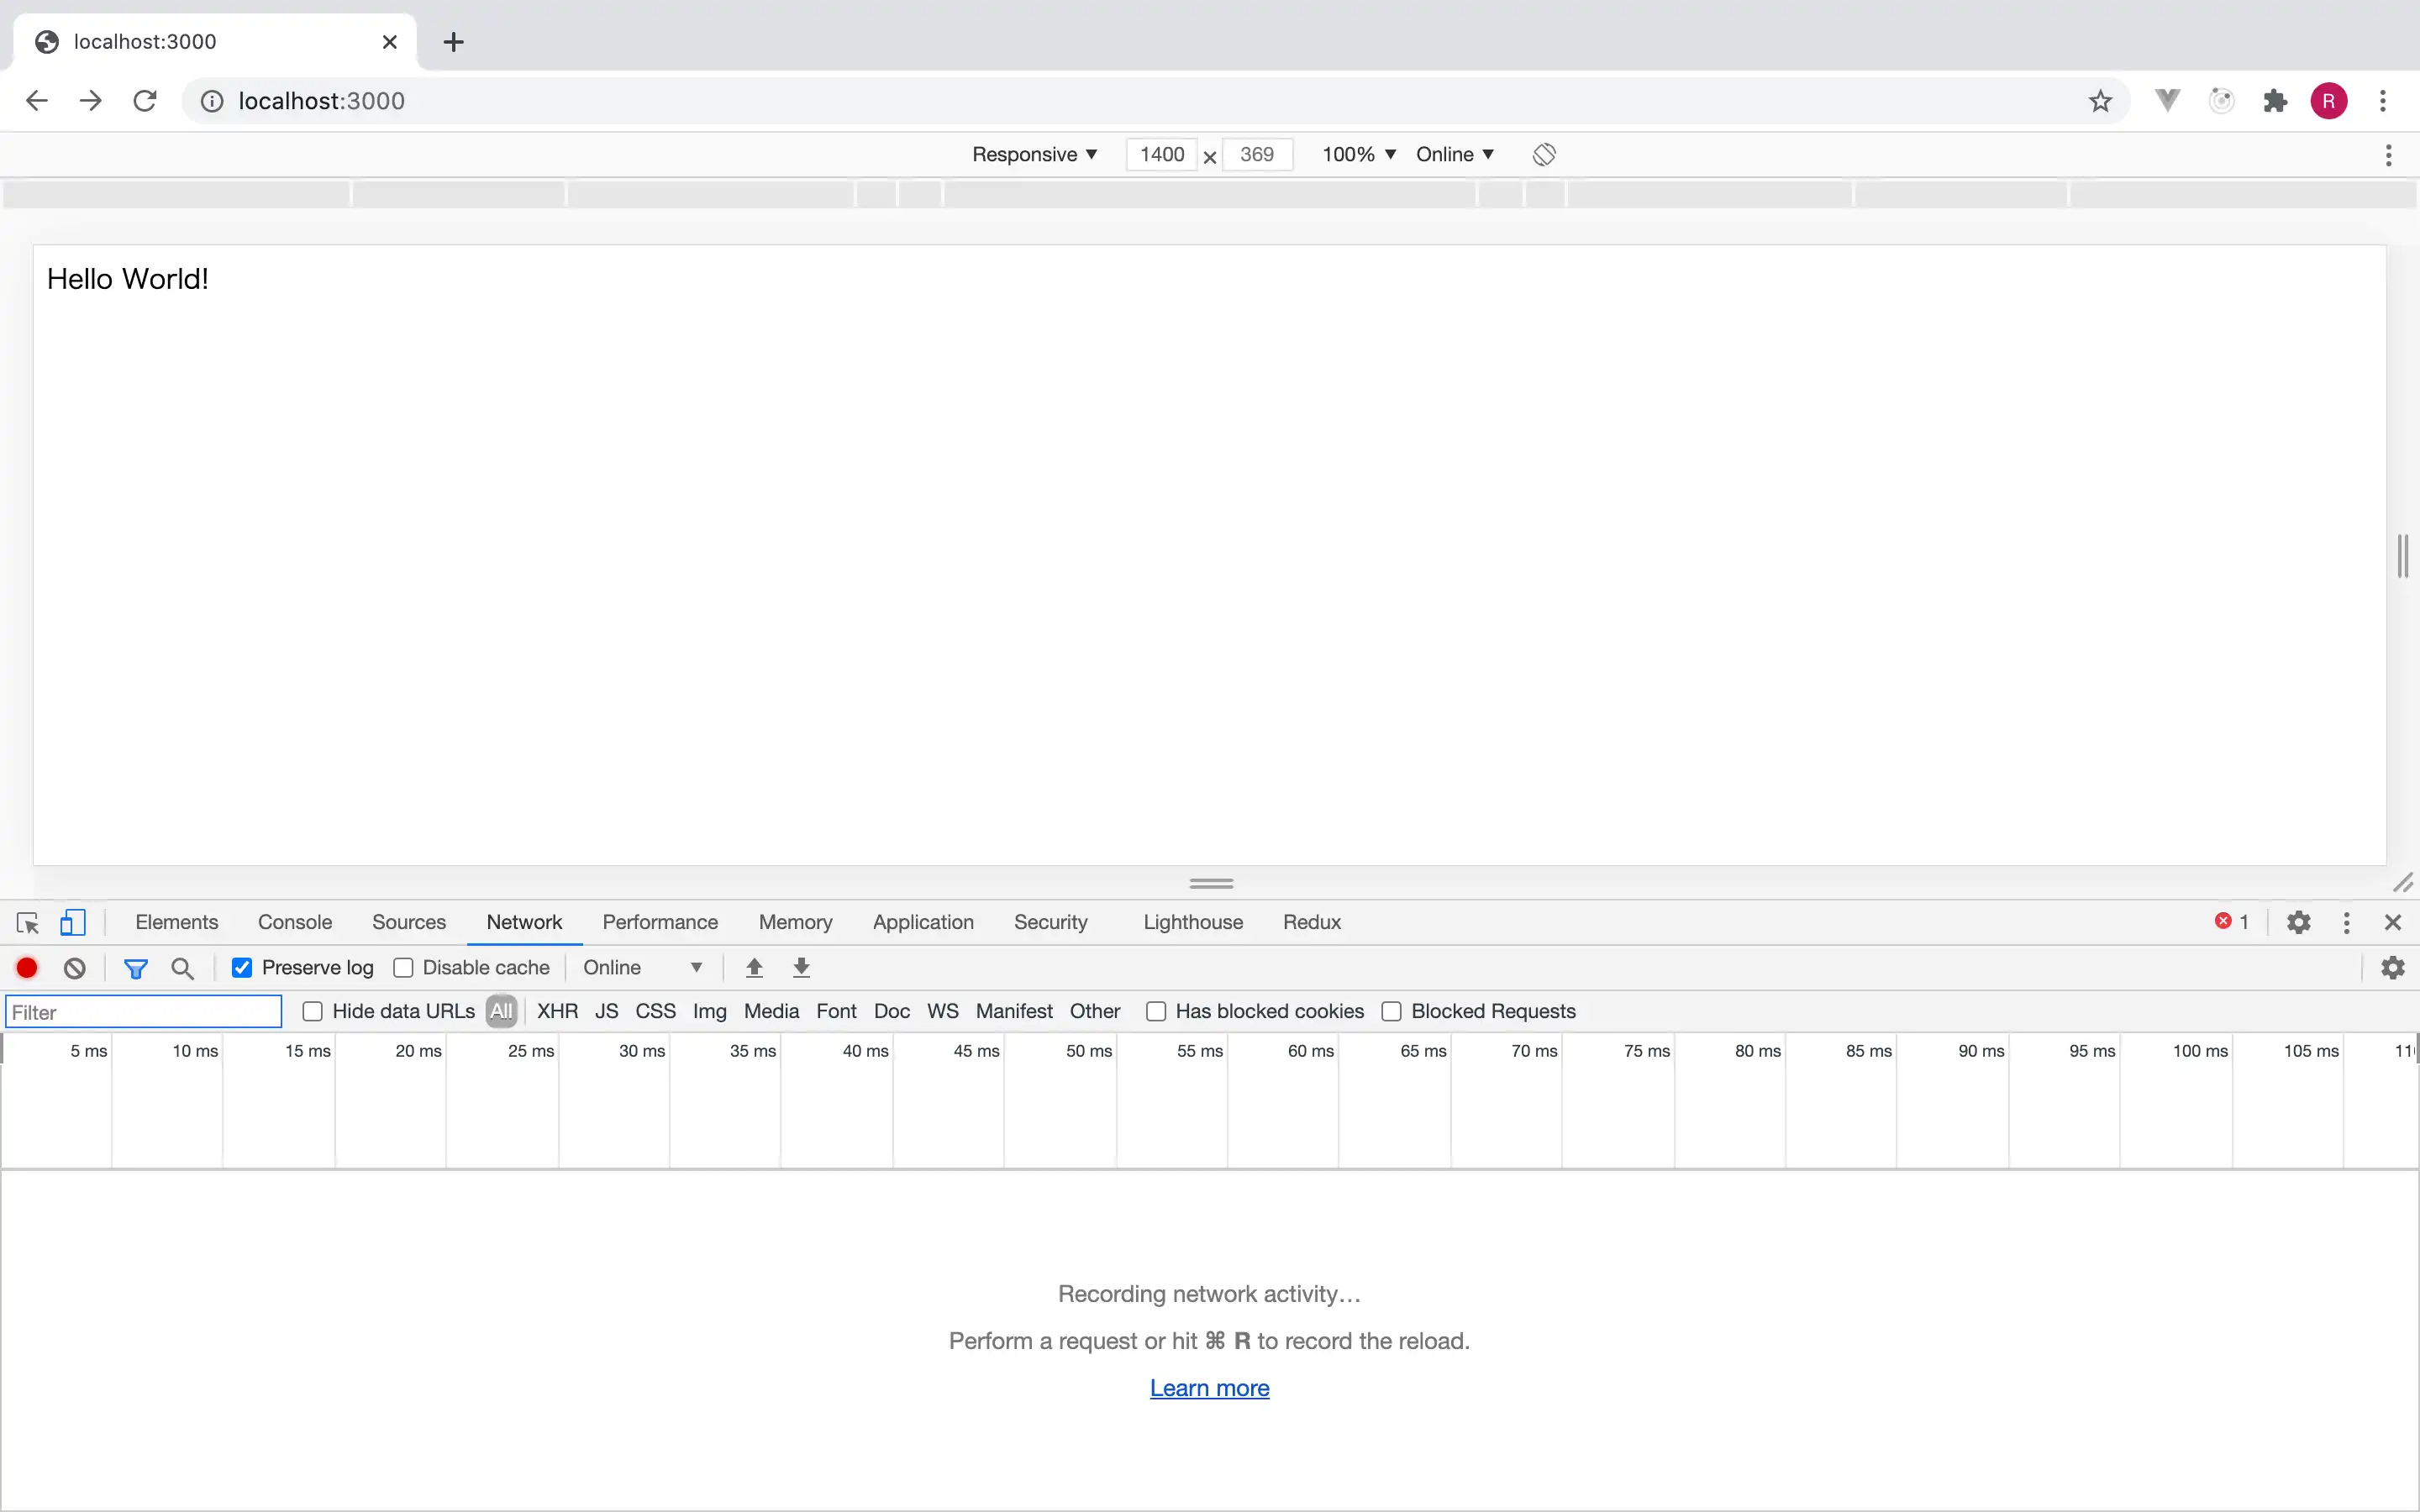 localhost:3000
localhost:3000
R
Responsive ▼ 1400 × 369 100% ▼ Online ▼
Hello World!
Elements Console Sources Network Performance Memory Application Security Lighthouse Redux 1
Preserve log Disable cache Online ▼
Filter Hide data URLs All XHR JS CSS Img Media Font Doc WS Manifest Other Has blocked cookies Blocked Requests
5 ms 10 ms 15 ms 20 ms 25 ms 30 ms 35 ms 40 ms 45 ms 50 ms 55 ms 60 ms 65 ms 70 ms 75 ms 80 ms 85 ms 90 ms 95 ms 100 ms 105 ms
Recording network activity…
Perform a request or hit ⌘ R to record the reload.
Learn more